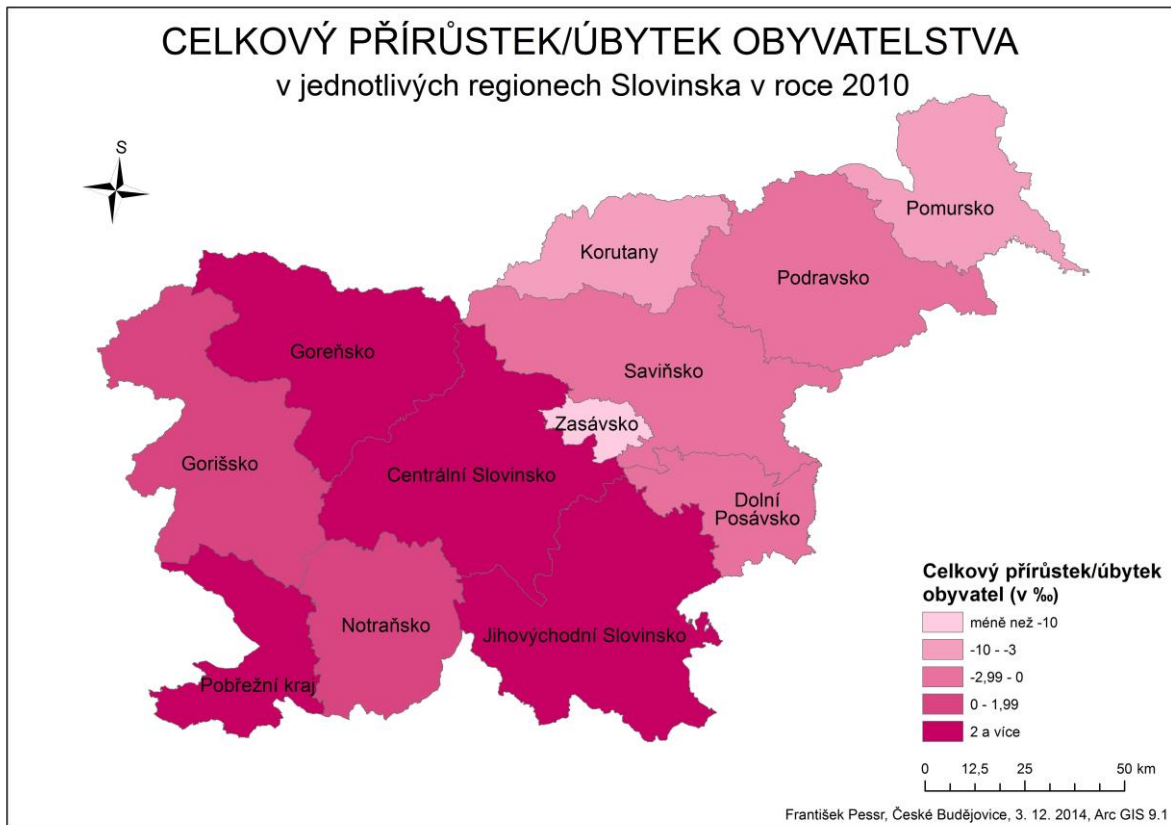 CELKOVÝ PŘÍRŮSTEK/ÚBYTEK OBYVATELSTVA
v jednotlivých regionech Slovinska v roce 2010
S
Pomursko
Korutany
Podravsko
Goreňsko
Saviňsko
Zasávsko
Gorišsko
Centrální Slovinsko
Dolní
Posávsko
Notraňsko
Jihovýchodní Slovinsko
Pobřežní kraj
Celkový přírůstek/úbytek
obyvatel (v ‰)
méně než -10
-10 - -3
-2,99 - 0
0 - 1,99
2 a více
0 12,5 25 50 km
František Pessr, České Budějovice, 3. 12. 2014, Arc GIS 9.1